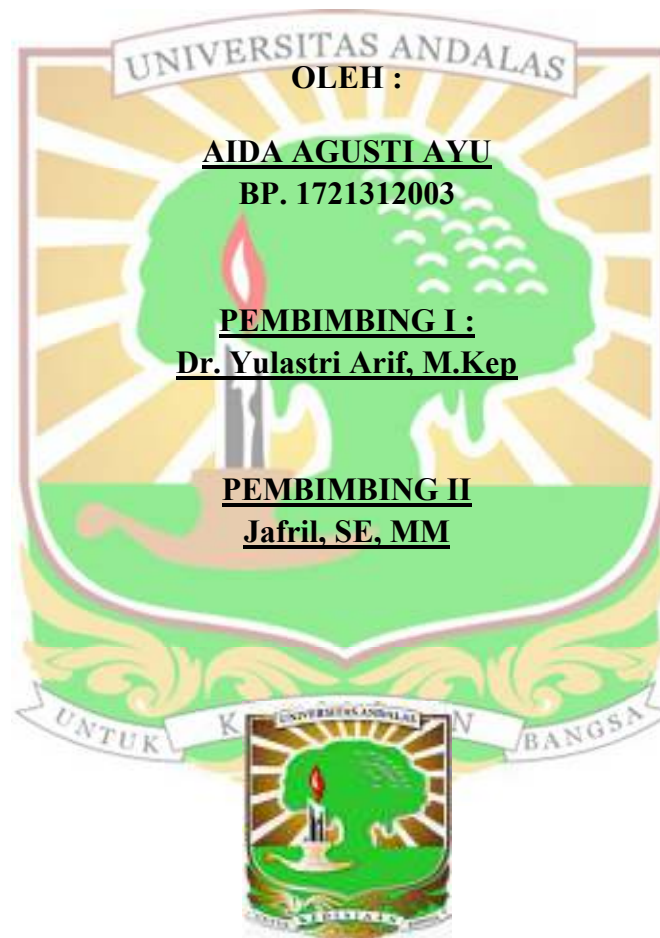 UNIVERSITAS ANDALAS
OLEH :
AIDA AGUSTI AYU
BP. 1721312003
PEMBIMBING I :
Dr. Yulastri Arif, M.Kep
PEMBIMBING II
Jafril, SE, MM
UNTUK K N BANGSA
UNIVERSITAS ANDALAS
KEDJAJAAN